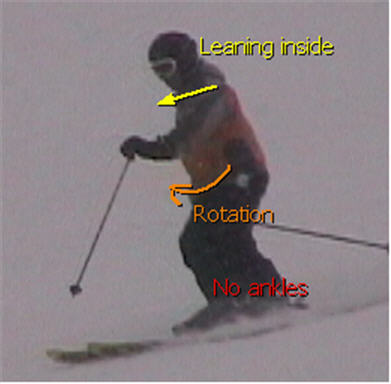 Leaning inside
Rotation
No ankles